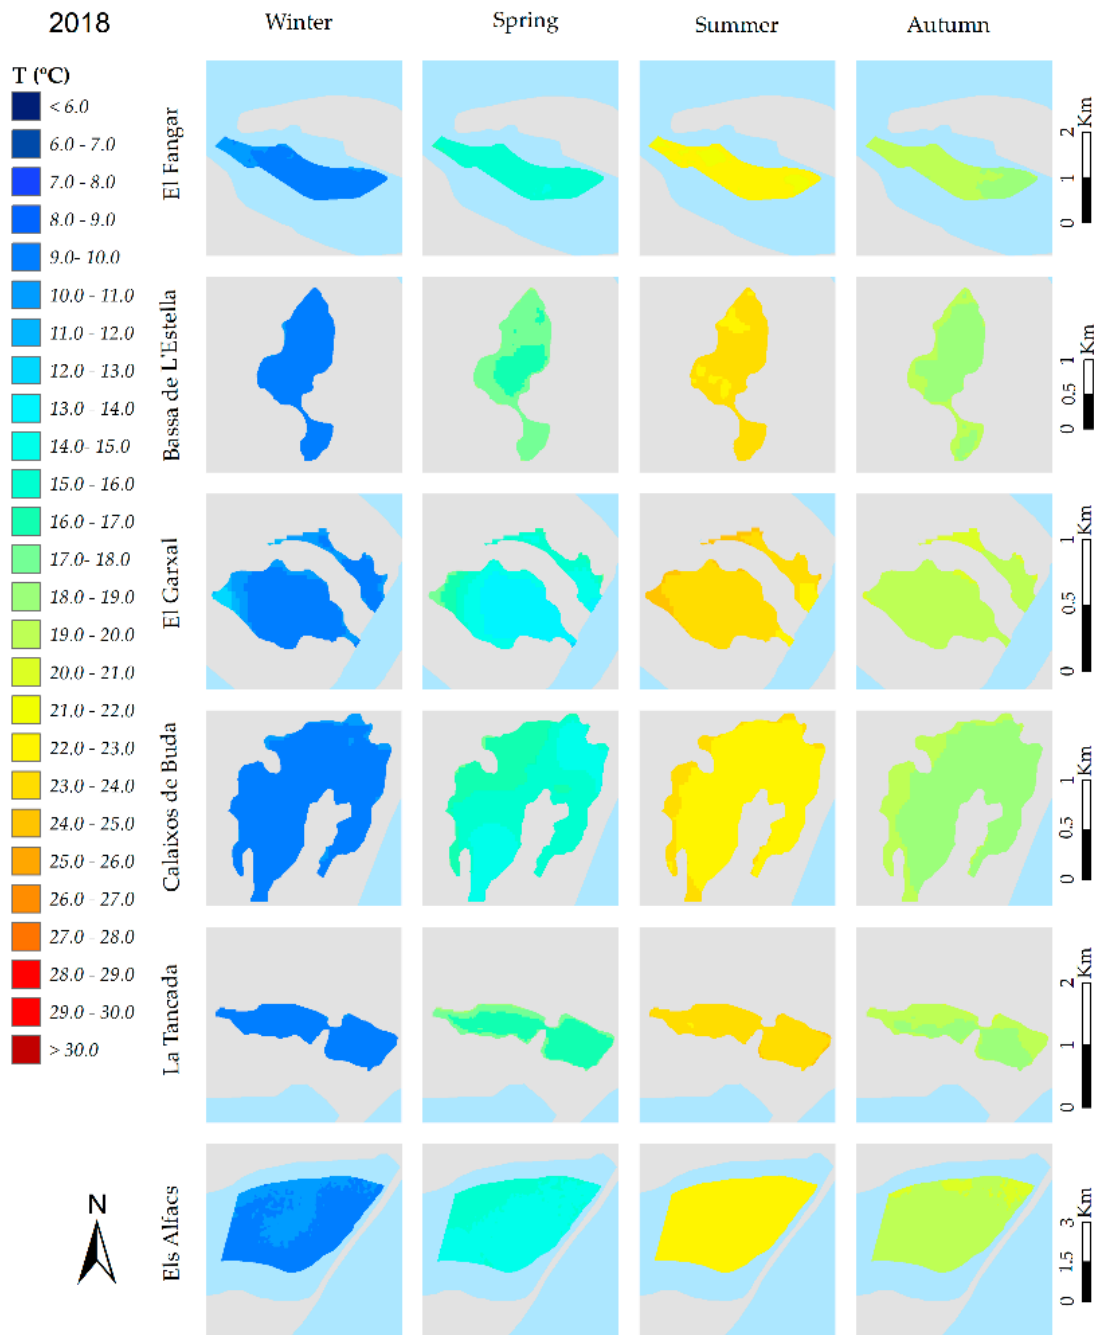 2018
Winter
Spring
Summer
Autumn
T (ºC)
< 6.0
6.0 - 7.0
7.0 - 8.0
8.0 - 9.0
9.0- 10.0
10.0 - 11.0
11.0 - 12.0
12.0 - 13.0
13.0 - 14.0
14.0- 15.0
15.0 - 16.0
16.0 - 17.0
17.0 - 18.0
18.0 - 19.0
19.0 - 20.0
20.0 - 21.0
21.0 - 22.0
22.0 - 23.0
23.0 - 24.0
24.0 - 25.0
25.0 - 26.0
26.0 - 27.0
27.0 - 28.0
28.0 - 29.0
29.0 - 30.0
> 30.0
N
El Fangar
0 1 2 Km
Bassa de L'Estella
0 0.5 1 Km
El Garxal
0 0.5 1 Km
Calaixos de Buda
0 0.5 1 Km
La Tancada
0 1 2 Km
Els Alfacs
0 1.5 3 Km